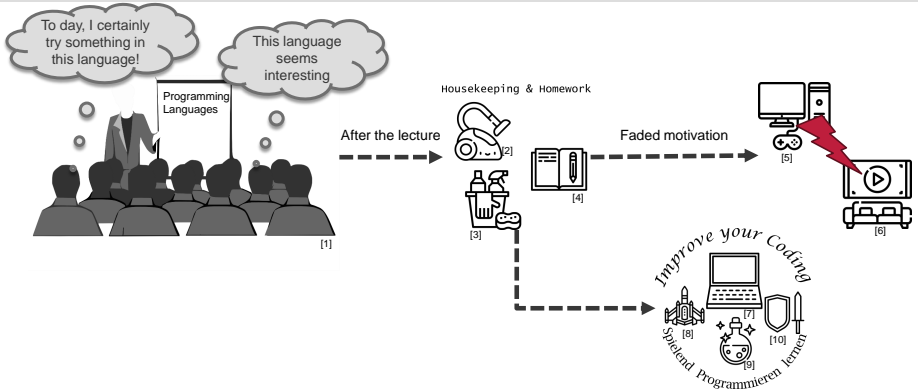 To day, I certainly
try something in
this language!
This language
seems
interesting
Programming
Languages
[1]
After the lecture
Housekeeping & Homework
[2]
[3]
[4]
Faded motivation
[5]
[6]
Improve your Coding
[7]
[8]
[9]
[10]
Spielend Programmieren lernen